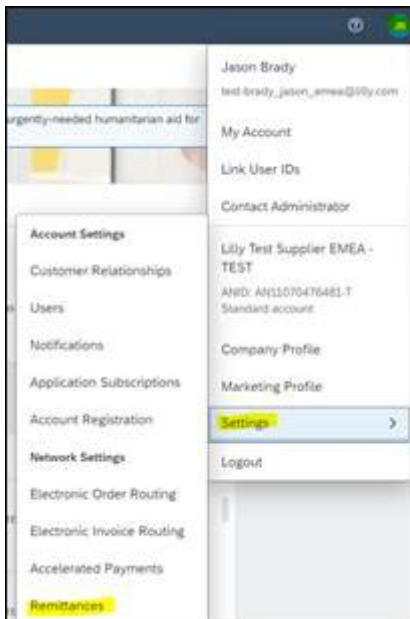 Jason Brady
test-brady_jason_emea@lilly.com
urgently-needed humanitarian aid for
My Account
Link User IDs
Contact Administrator
Lilly Test Supplier EMEA -
TEST
ANID: AN11070476481-T
Standard account
Company Profile
Marketing Profile
Settings
Logout
Account Settings
Customer Relationships
Users
Notifications
Application Subscriptions
Account Registration
Network Settings
Electronic Order Routing
Electronic Invoice Routing
Accelerated Payments
Remittances